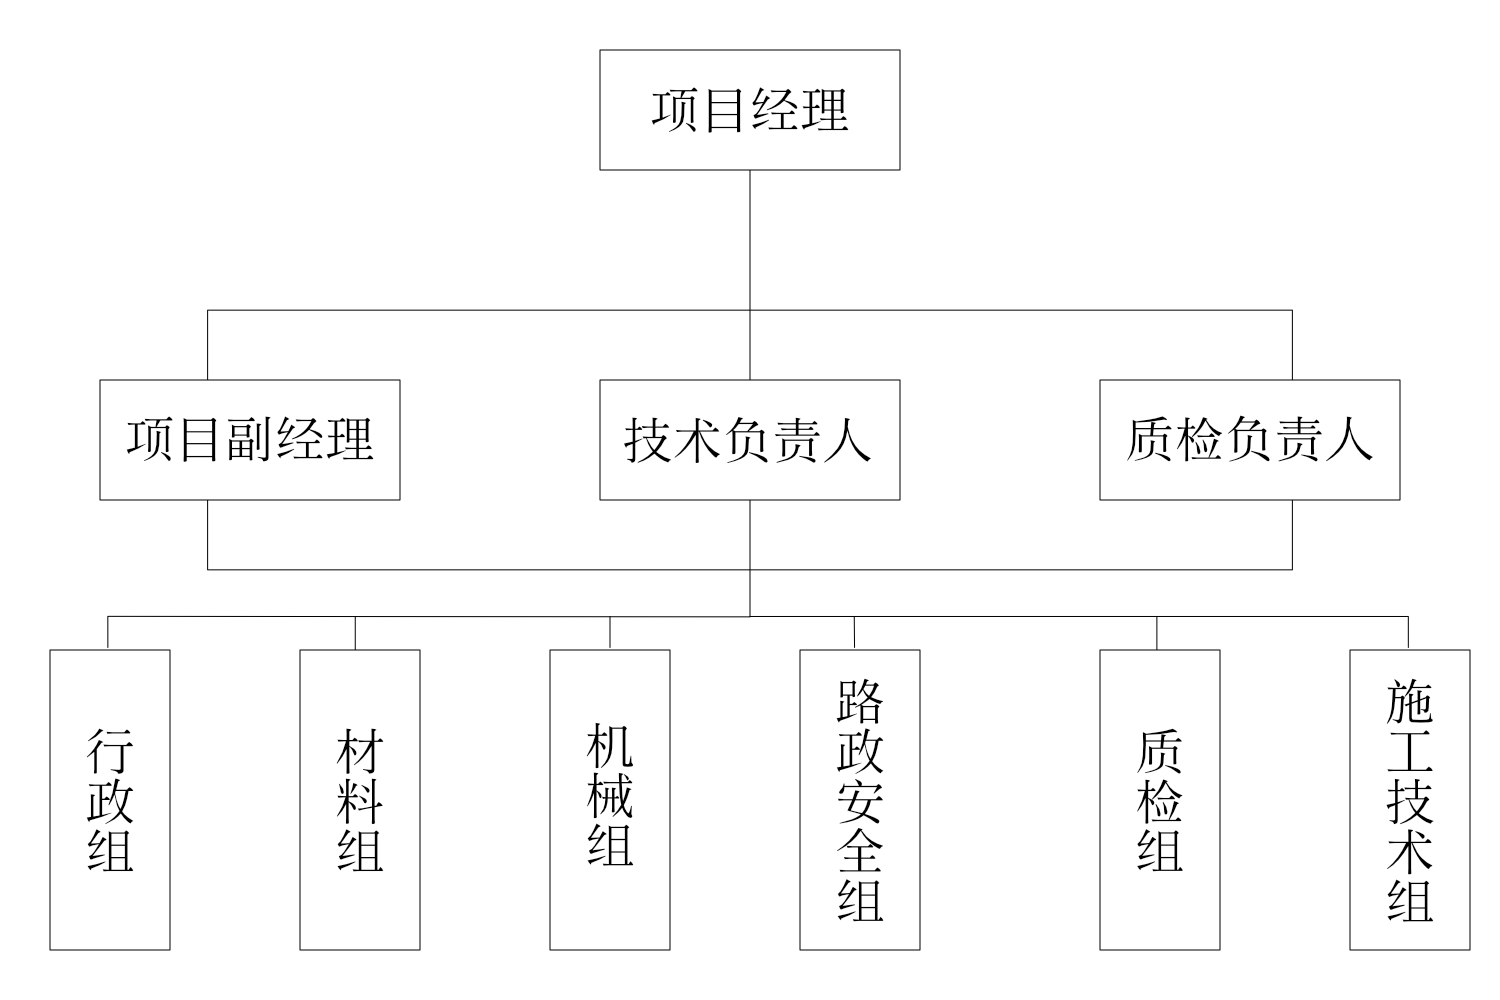 项目经理
项目副经理
技术负责人
质检负责人
行政组
材料组
机械组
路政安全组
质检组
施工技术组